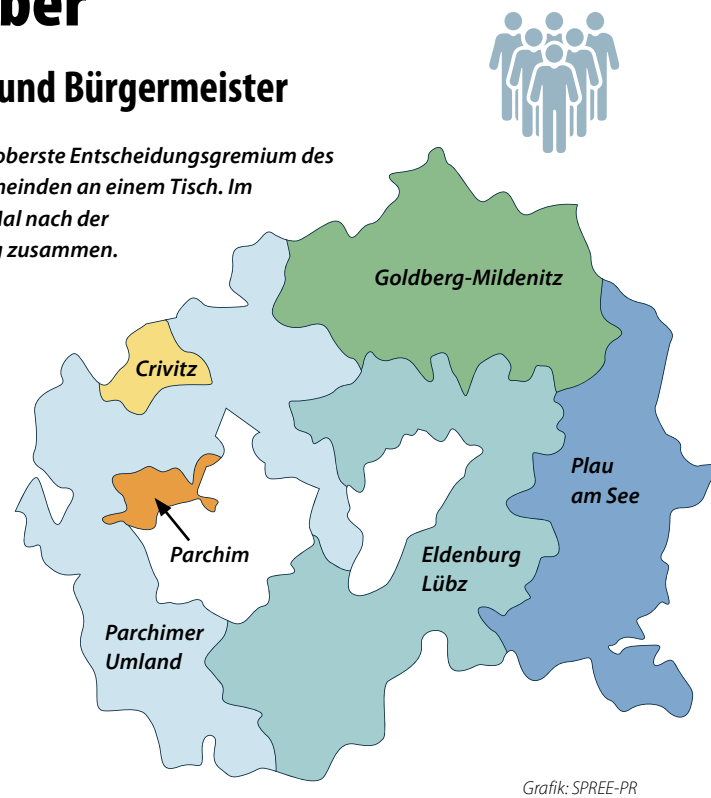 ber
und Bürgermeister
oberste Entscheidungsgremium des
neinden an einem Tisch. Im
Mal nach der
g zusammen.
Goldberg-Mildenitz
Crivitz
Plau
am See
Parchim
Eldenburg
Lübz
Parchimer
Umland
Grafik: SPREE-PR